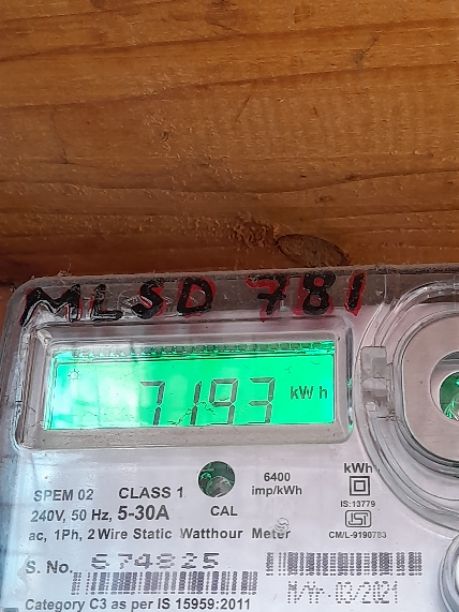 MLSD 781
7193 kWh
6400 imp/kWh
kWh
SPEM 02 CLASS 1
IS:13779
240V, 50 Hz, 5-30A CAL
ac, 1Ph, 2 Wire Static Watthour Meter
CM/L-9190783
S. No. S74825
M/Yr-03/2021
Category C3 as per IS 15959:2011